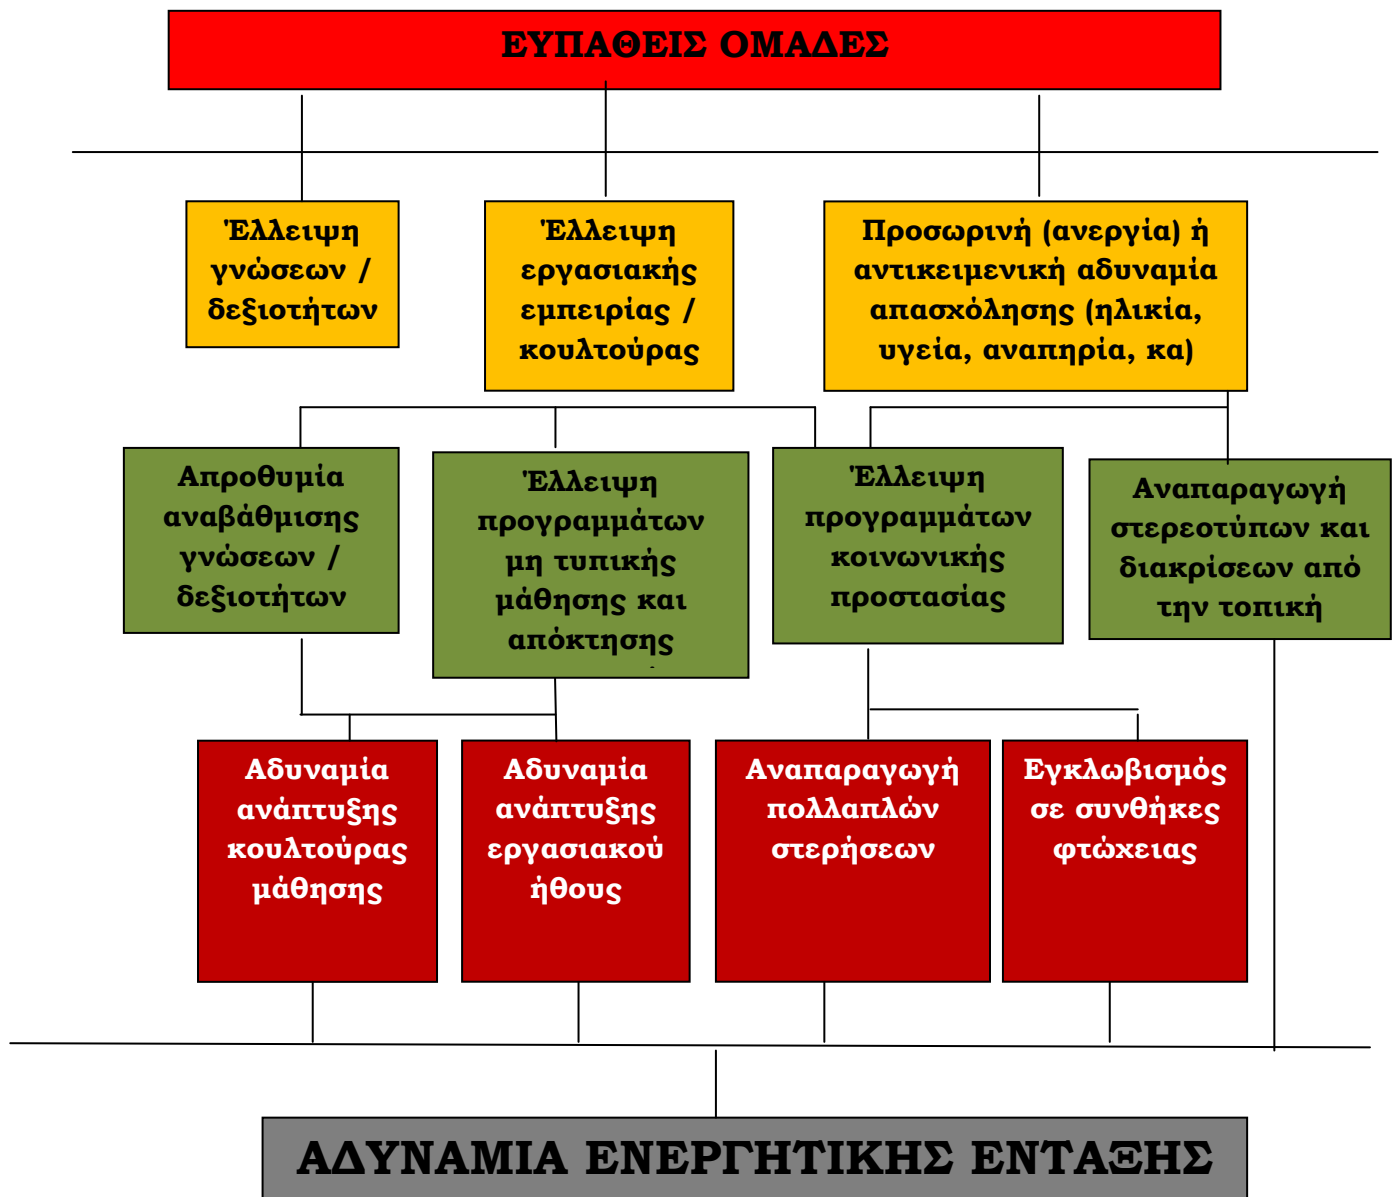 ΕΥΠΑΘΕΙΣ ΟΜΑΔΕΣ
Έλλειψη
γνώσεων /
δεξιοτήτων
Έλλειψη
εργασιακής
εμπειρίας /
κουλτούρας
Προσωρινή (ανεργία) ή
αντικειμενική αδυναμία
απασχόλησης (ηλικία,
υγεία, αναπηρία, κα)
Απροθυμία
αναβάθμισης
γνώσεων /
δεξιοτήτων
Έλλειψη
προγραμμάτων
μη τυπικής
μάθησης και
απόκτησης
Έλλειψη
προγραμμάτων
κοινωνικής
προστασίας
Αναπαραγωγή
στερεοτύπων και
διακρίσεων από
την τοπική
Αδυναμία
ανάπτυξης
κουλτούρας
μάθησης
Αδυναμία
ανάπτυξης
εργασιακού
ήθους
Αναπαραγωγή
πολλαπλών
στερήσεων
Εγκλωβισμός
σε συνθήκες
φτώχειας
ΑΔΥΝΑΜΙΑ ΕΝΕΡΓΗΤΙΚΗΣ ΕΝΤΑΞΗΣ